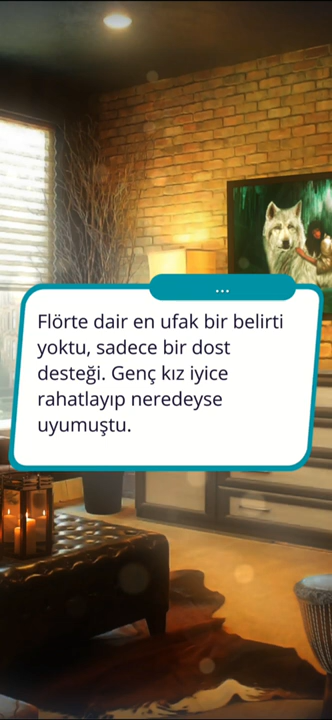 ...
Flörte dair en ufak bir belirti
yoktu, sadece bir dost
desteği. Genç kız iyice
rahatlayıp neredeyse
uyumuştu.